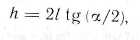 h = 2l tg (α/2),